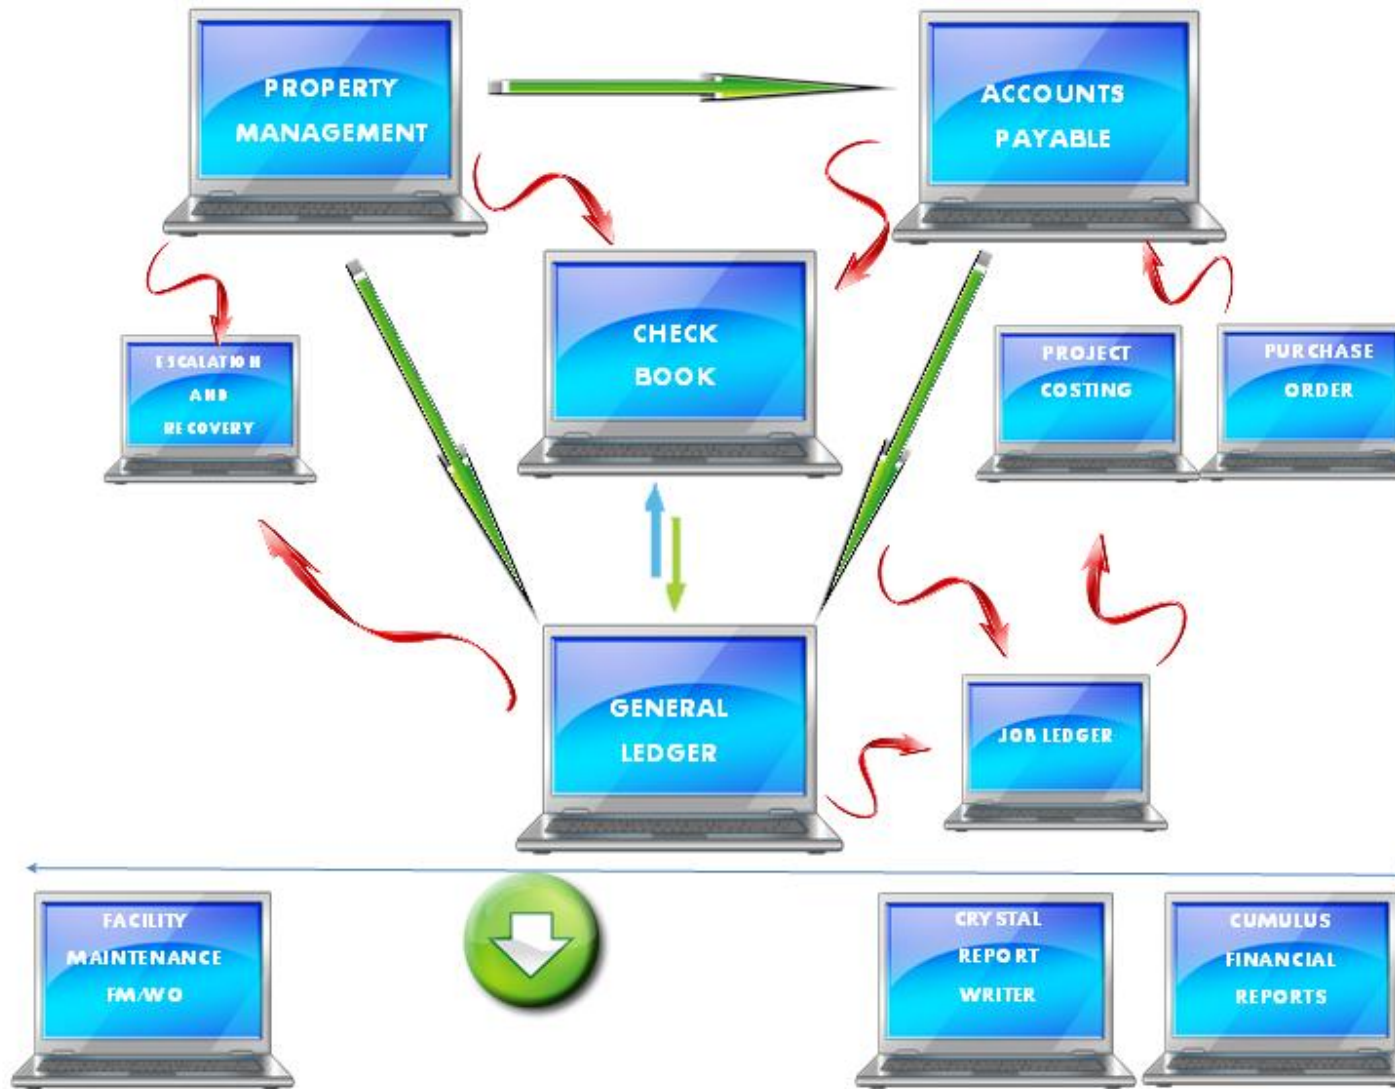 PROPERTY
MANAGEMENT
ACCOUNTS
PAYABLE
CHECK
BOOK
ESCALATION
AND
RECOVERY
PROJECT
COSTING
PURCHASE
ORDER
GENERAL
LEDGER
JOB LEDGER
FACILITY
MAINTENANCE
FM/WO
CRYSTAL
REPORT
WRITER
CUMULUS
FINANCIAL
REPORTS